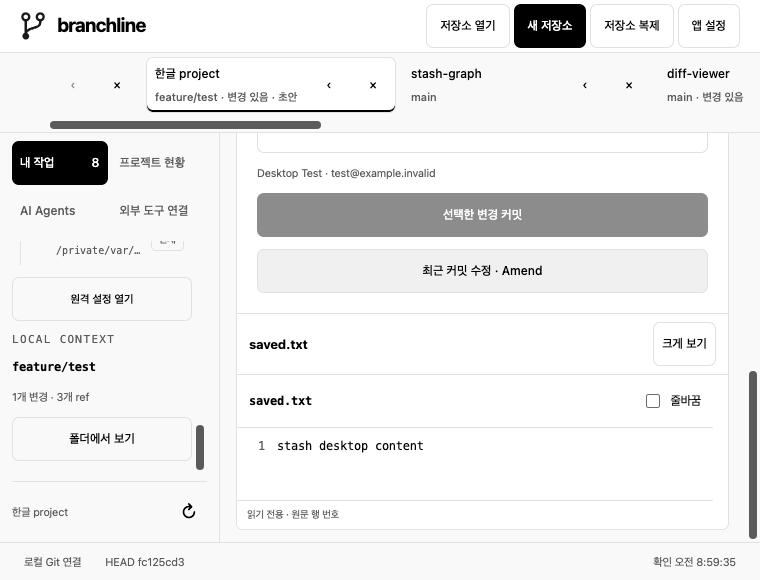 branchline
저장소 열기
새 저장소
저장소 복제
앱 설정
한글 project
feature/test · 변경 있음 · 초안
stash-graph
main
diff-viewer
main · 변경 있음
내 작업 8
프로젝트 현황
AI Agents
외부 도구 연결
/private/var/…
원격 설정 열기
LOCAL CONTEXT
feature/test
1개 변경 · 3개 ref
폴더에서 보기
한글 project
Desktop Test · test@example.invalid
선택한 변경 커밋
최근 커밋 수정 · Amend
saved.txt
크게 보기
saved.txt
줄바꿈
1 stash desktop content
읽기 전용 · 원문 행 번호
로컬 Git 연결
HEAD fc125cd3
확인 오전 8:59:35